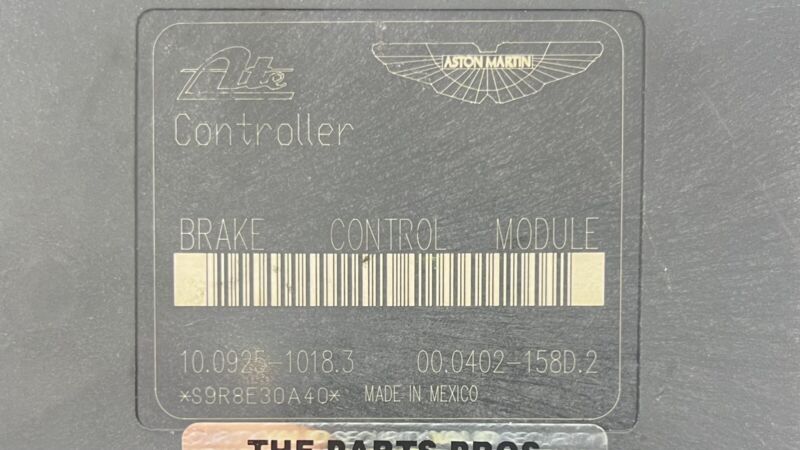 Ate
ASTON MARTIN
Controller
BRAKE CONTROL MODULE
10.0925-1018.3 00.0402-158D.2
*S9R8E30A40* MADE IN MEXICO
THE PARTS PROS